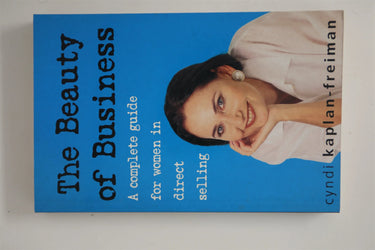 The Beauty
of Business
A complete guide
for women in
direct
selling
cyndi kaplan-freiman